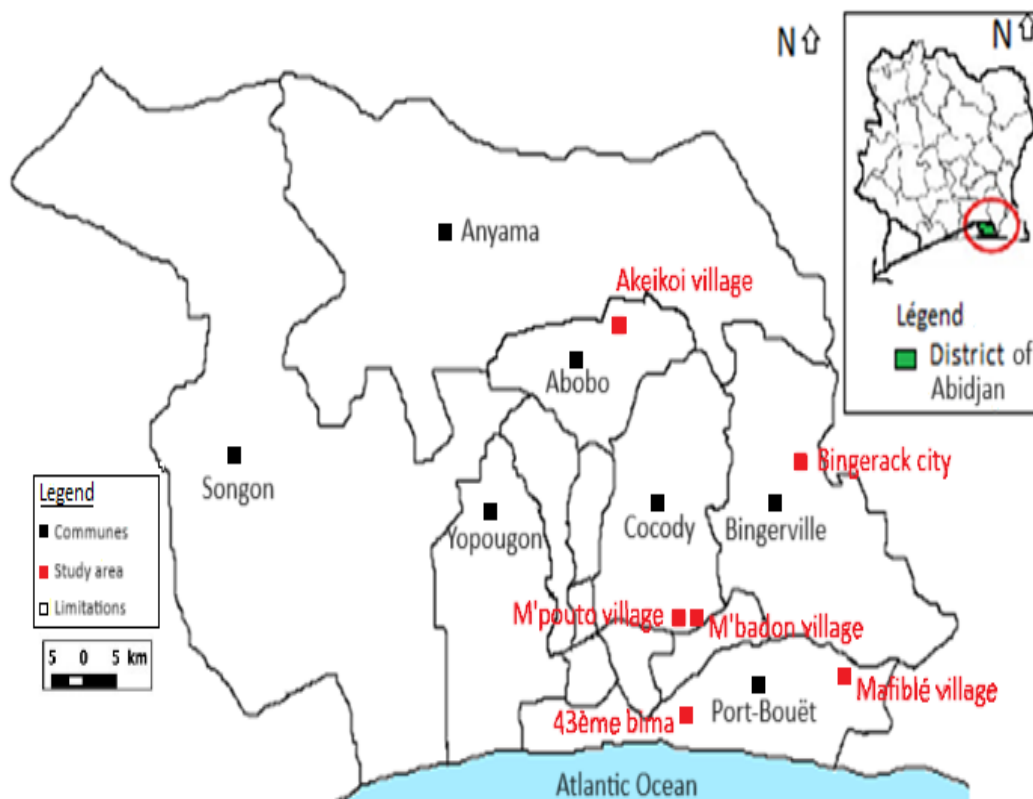 N
N
Anyama
Akeikoi village
Légend
District of
Abidjan
Abobo
Bingerack city
Songon
Legend
Communes
Study area
Limitations
Yopougon
Cocody
Bingerville
M'pouto village
M'badon village
5 0 5 km
Mafiblé village
43ème bima
Port-Bouët
Atlantic Ocean